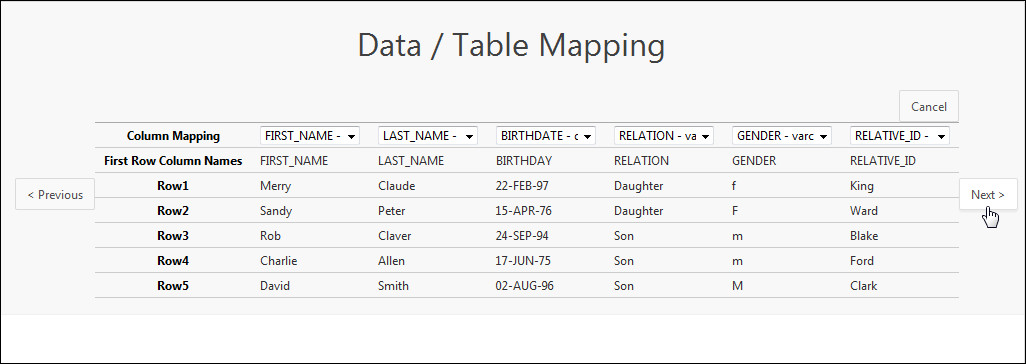 Data / Table Mapping
Cancel
Column Mapping FIRST_NAME - LAST_NAME - BIRTHDATE - c RELATION - va GENDER - varc RELATIVE_ID -
First Row Column Names FIRST_NAME LAST_NAME BIRTHDAY RELATION GENDER RELATIVE_ID
Row1 Merry Claude 22-FEB-97 Daughter f King
< Previous
Next >
Row2 Sandy Peter 15-APR-76 Daughter F Ward
Row3 Rob Claver 24-SEP-94 Son m Blake
Row4 Charlie Allen 17-JUN-75 Son m Ford
Row5 David Smith 02-AUG-96 Son M Clark